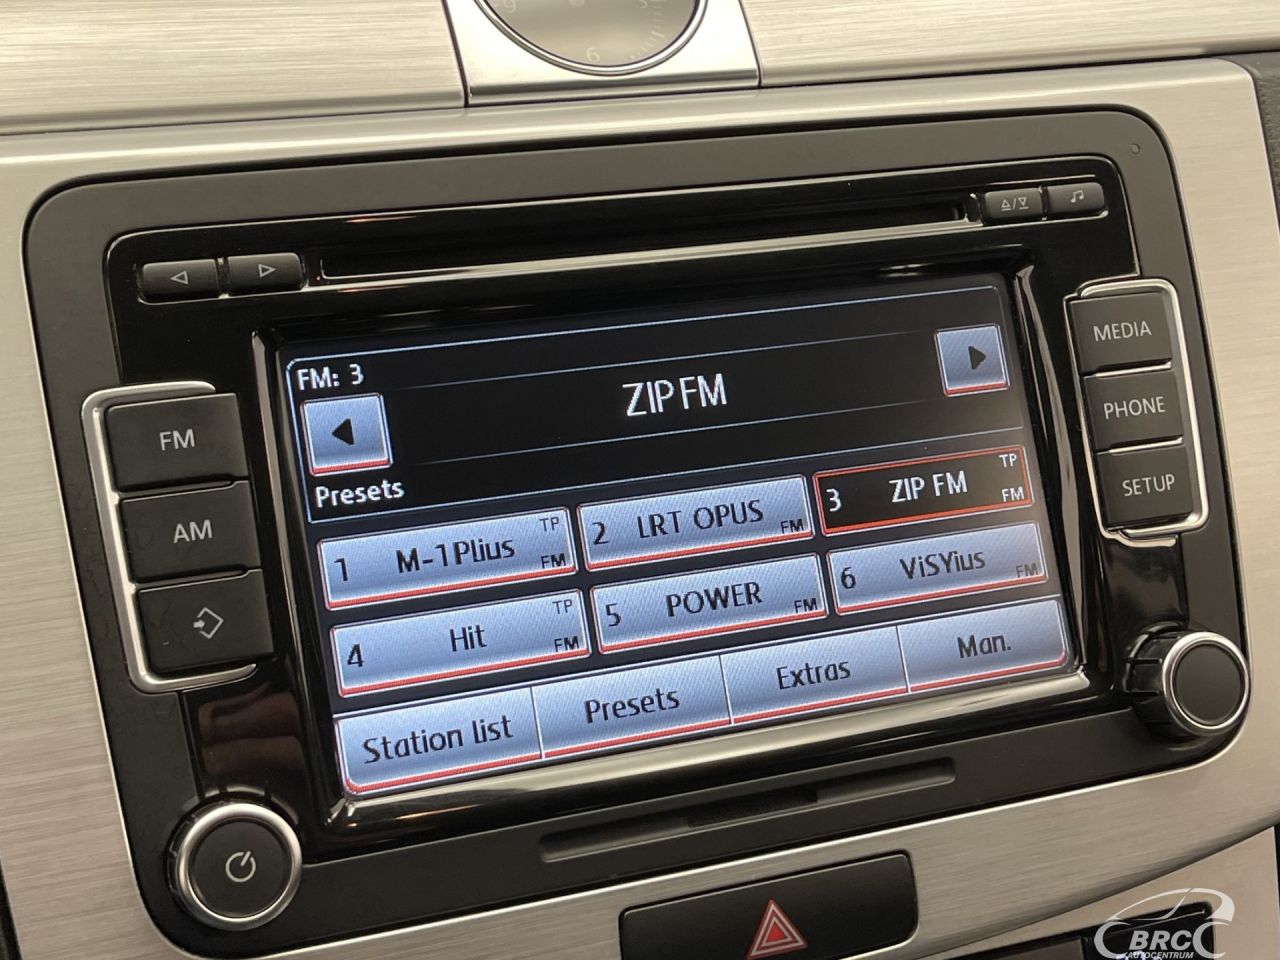 6
FM: 3
ZIP FM
Presets
1 M-1 Plius TP FM
2 LRT OPUS FM
3 ZIP FM TP FM
4 Hit TP FM
5 POWER FM
6 ViSYius FM
Station list Presets Extras Man.
FM
AM
MEDIA
PHONE
SETUP
BRC
AUTOCENTRUM